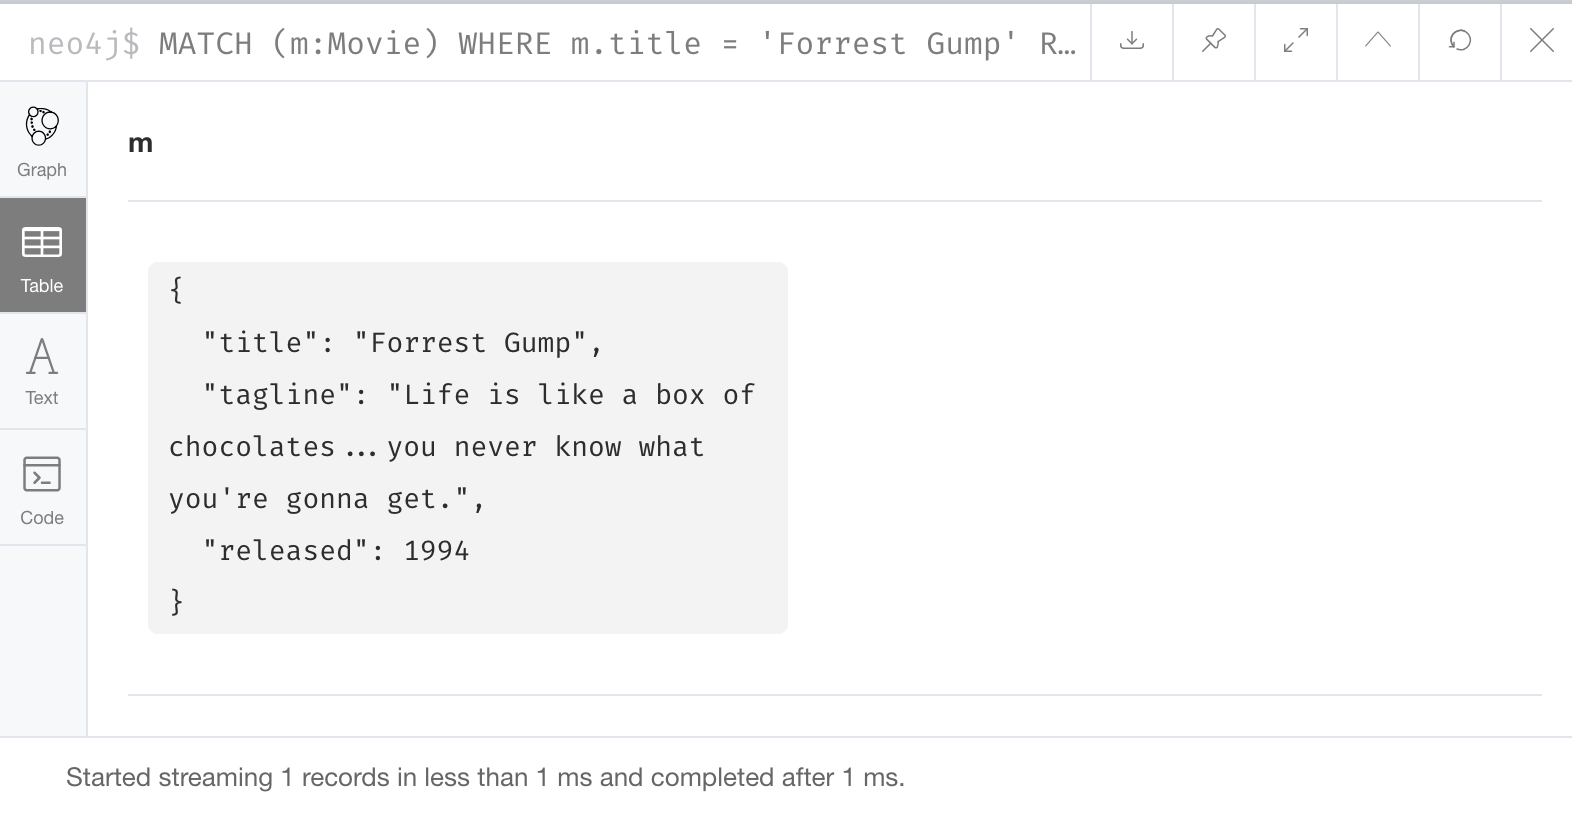 neo4j$ MATCH (m:Movie) WHERE m.title = 'Forrest Gump' R…
Graph
m
Table
{
"title": "Forrest Gump",
"tagline": "Life is like a box of
chocolates...you never know what
you're gonna get.",
"released": 1994
}
Text
Code
Started streaming 1 records in less than 1 ms and completed after 1 ms.